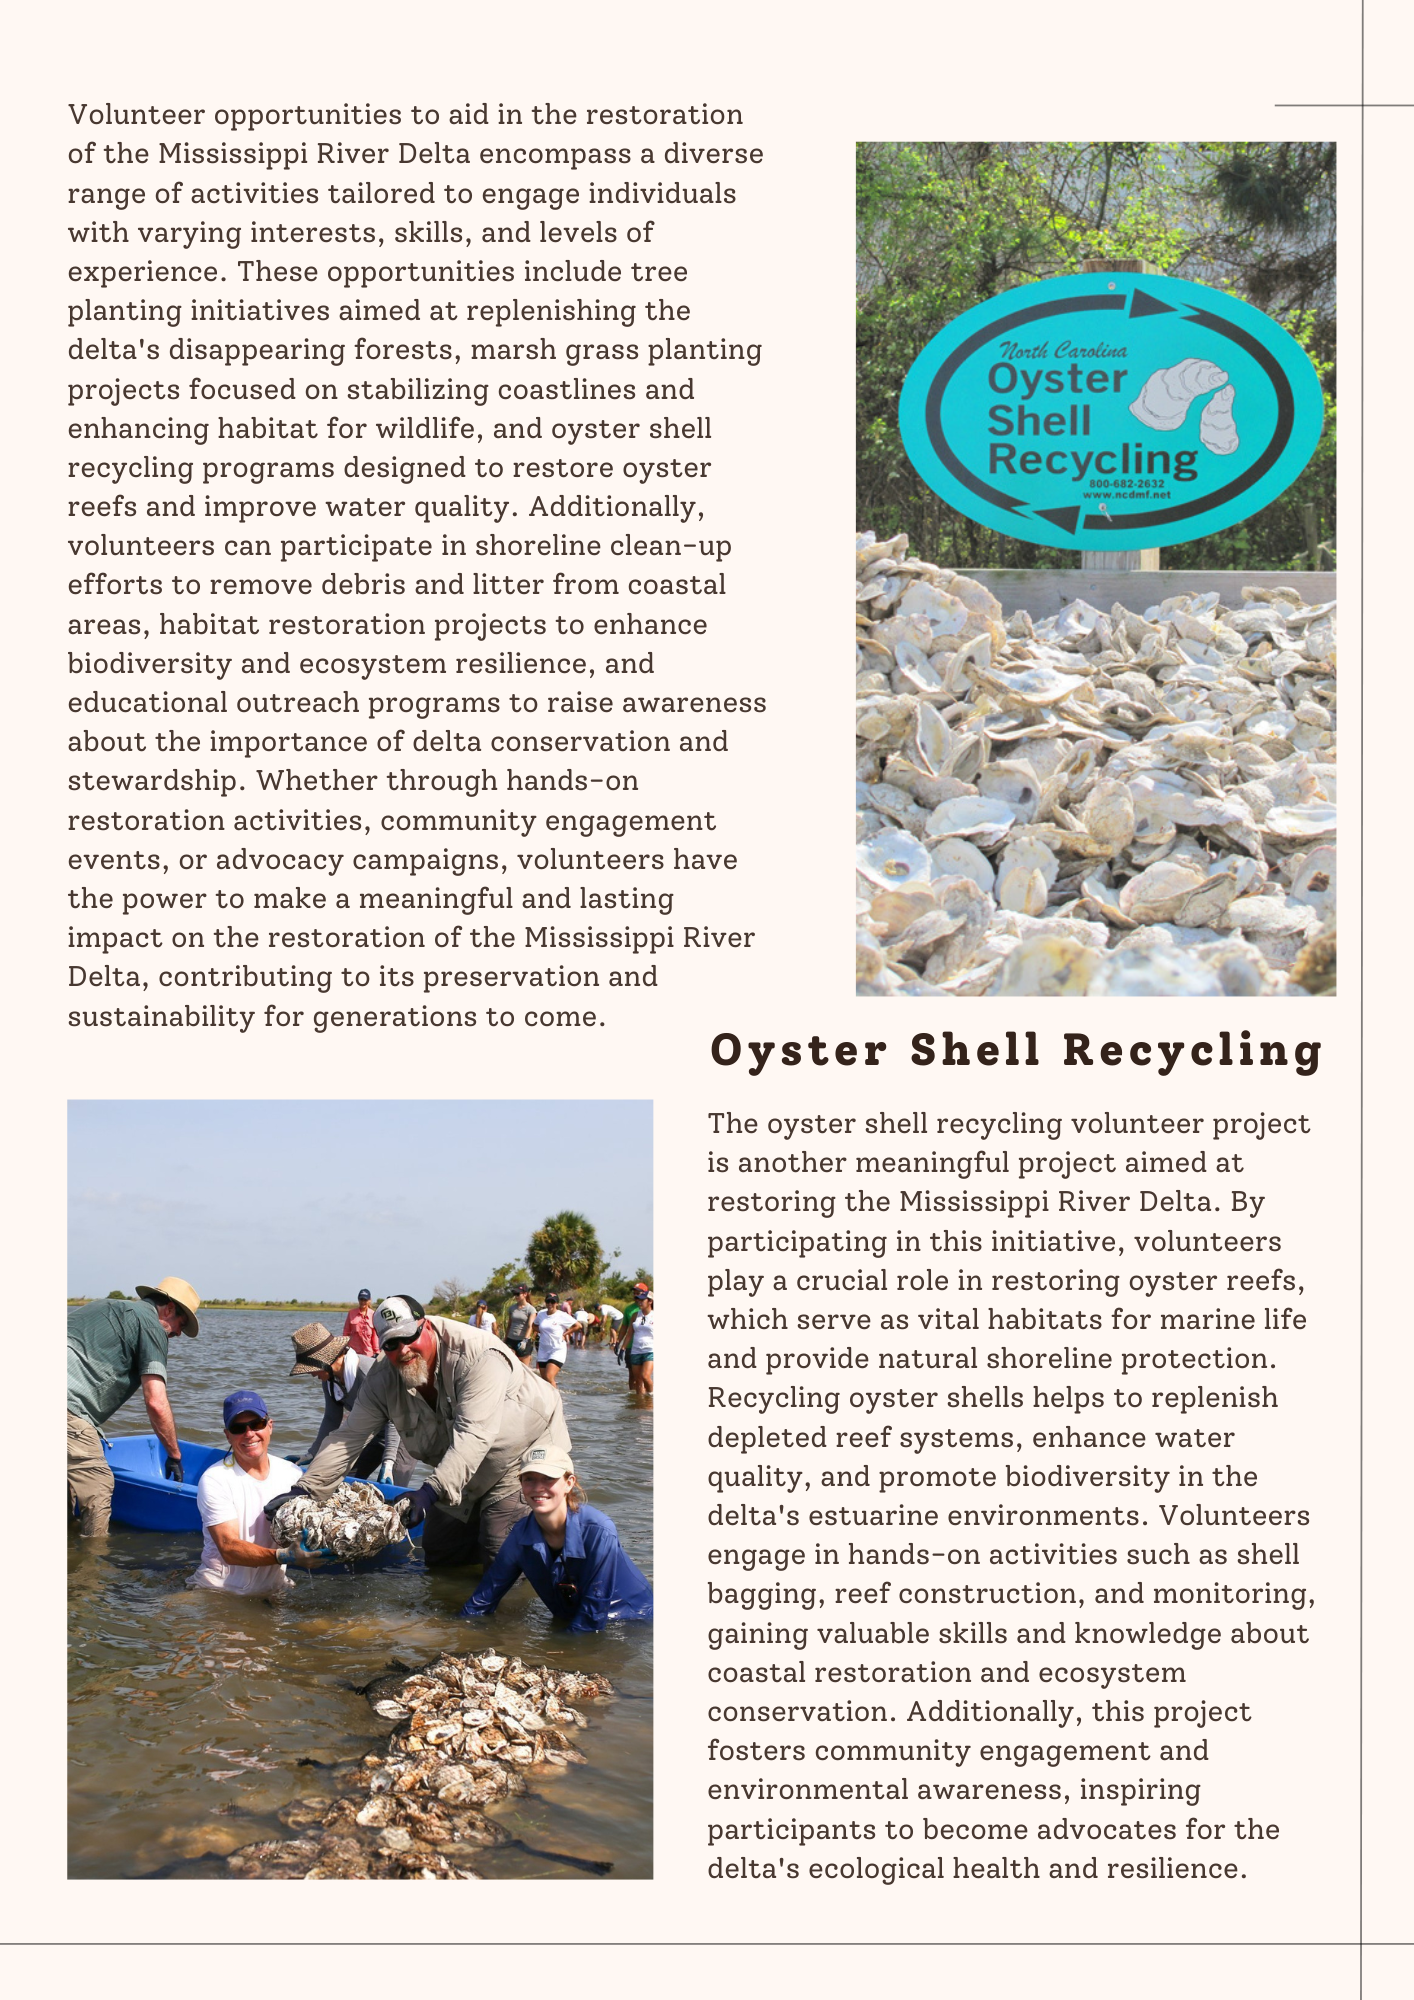 Volunteer opportunities to aid in the restoration
of the Mississippi River Delta encompass a diverse
range of activities tailored to engage individuals
with varying interests, skills, and levels of
experience. These opportunities include tree
planting initiatives aimed at replenishing the
delta's disappearing forests, marsh grass planting
projects focused on stabilizing coastlines and
enhancing habitat for wildlife, and oyster shell
recycling programs designed to restore oyster
reefs and improve water quality. Additionally,
volunteers can participate in shoreline clean-up
efforts to remove debris and litter from coastal
areas, habitat restoration projects to enhance
biodiversity and ecosystem resilience, and
educational outreach programs to raise awareness
about the importance of delta conservation and
stewardship. Whether through hands-on
restoration activities, community engagement
events, or advocacy campaigns, volunteers have
the power to make a meaningful and lasting
impact on the restoration of the Mississippi River
Delta, contributing to its preservation and
sustainability for generations to come.
North Carolina
Oyster
Shell
Recycling
800-682-2632
www.ncdmf.net
Oyster Shell Recycling
The oyster shell recycling volunteer project
is another meaningful project aimed at
restoring the Mississippi River Delta. By
participating in this initiative, volunteers
play a crucial role in restoring oyster reefs,
which serve as vital habitats for marine life
and provide natural shoreline protection.
Recycling oyster shells helps to replenish
depleted reef systems, enhance water
quality, and promote biodiversity in the
delta's estuarine environments. Volunteers
engage in hands-on activities such as shell
bagging, reef construction, and monitoring,
gaining valuable skills and knowledge about
coastal restoration and ecosystem
conservation. Additionally, this project
fosters community engagement and
environmental awareness, inspiring
participants to become advocates for the
delta's ecological health and resilience.